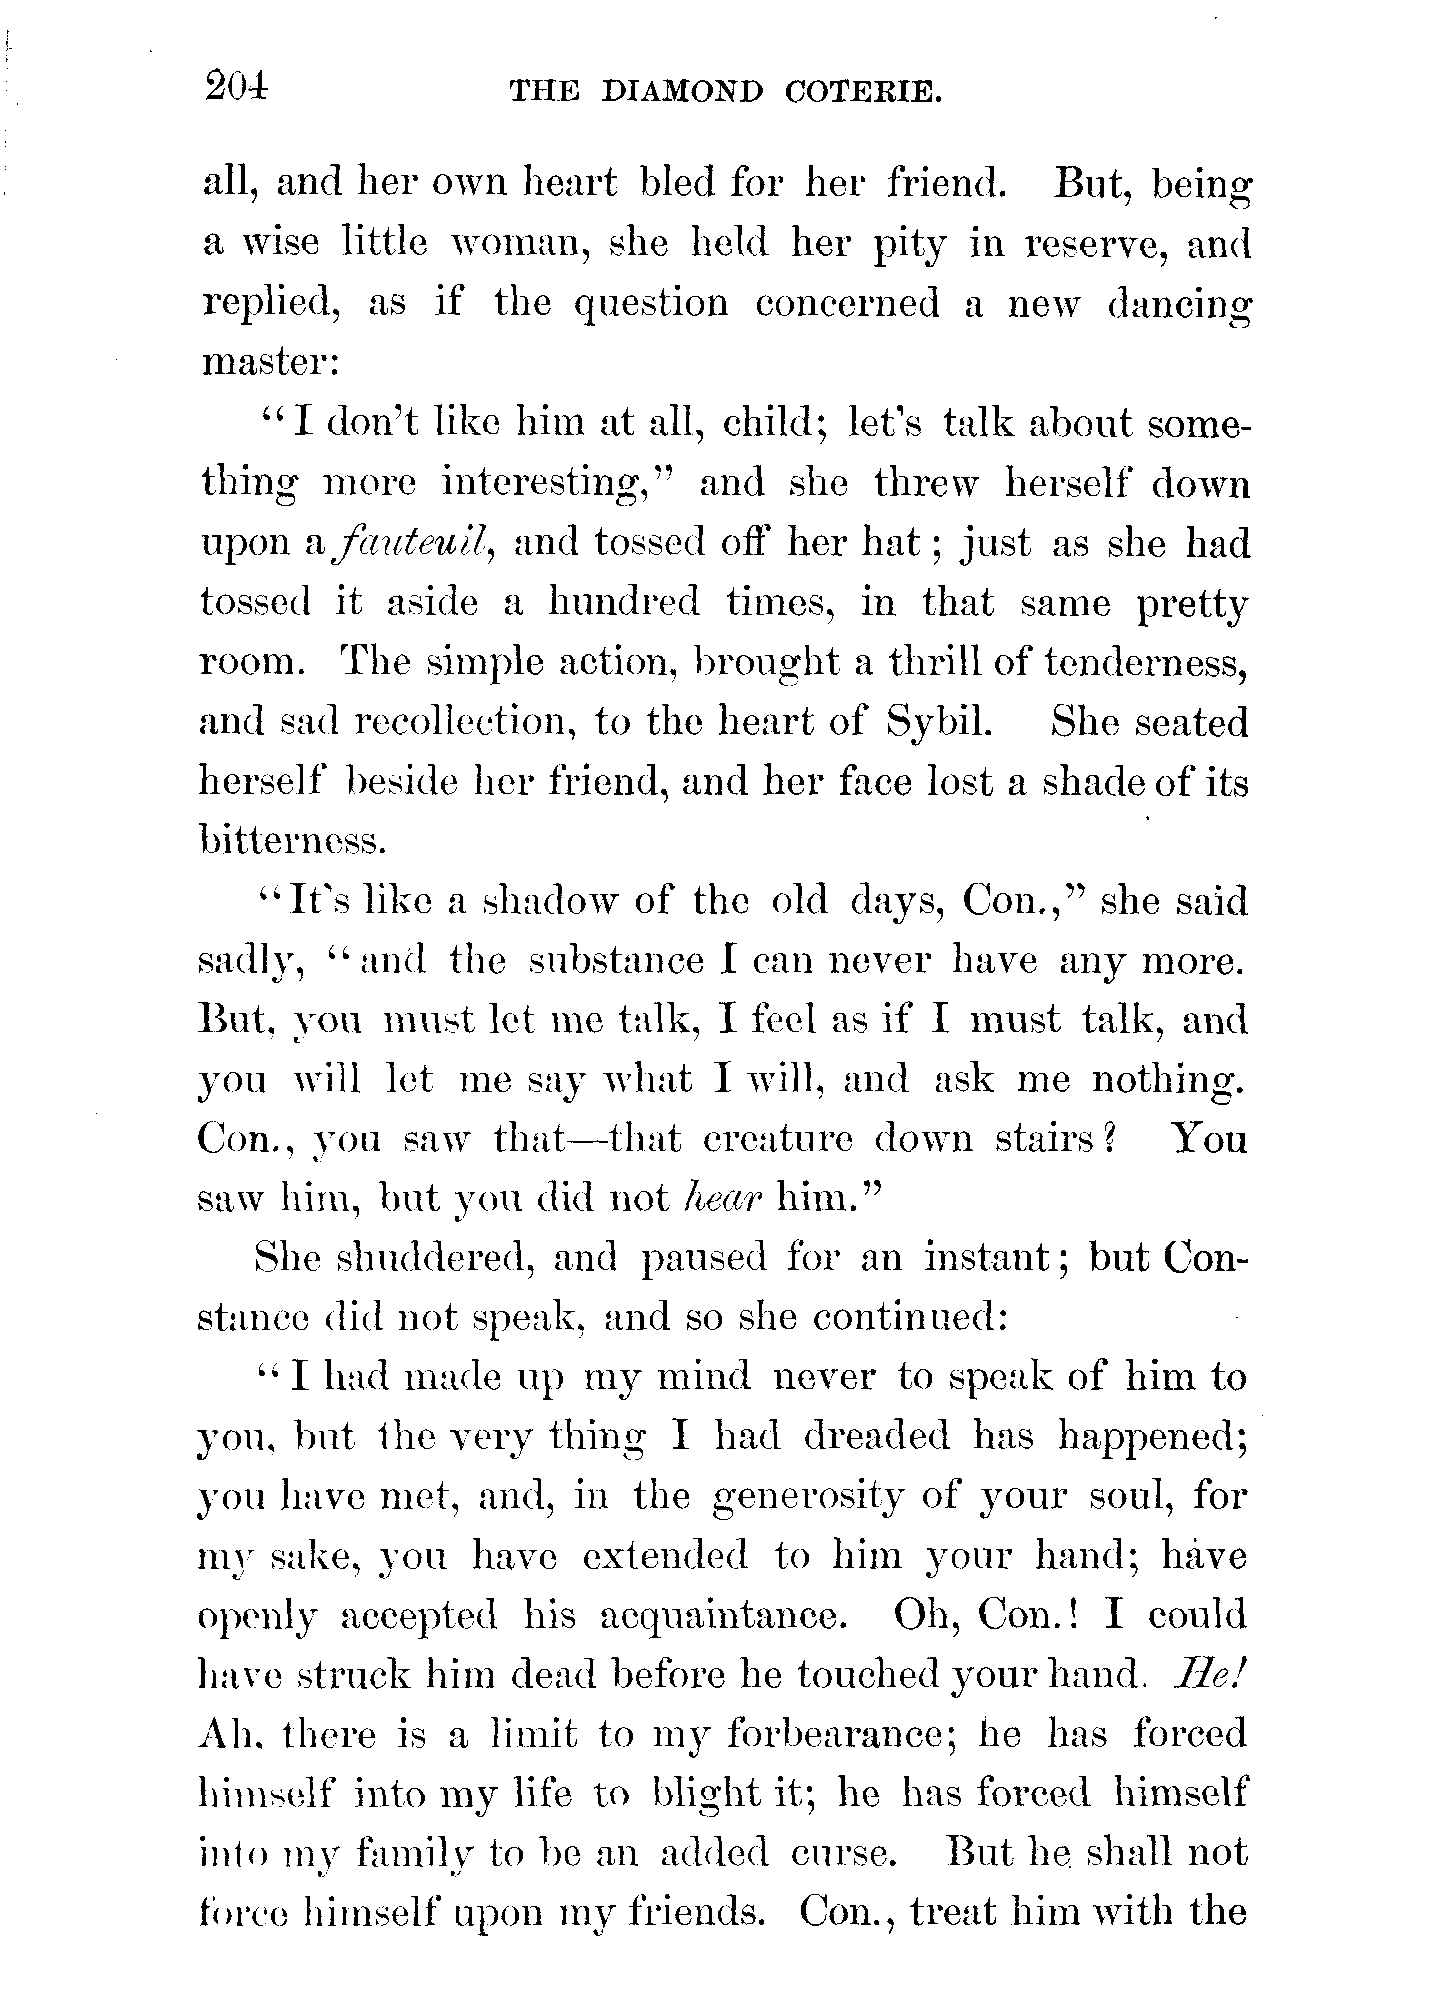 204 THE DIAMOND COTERIE.
all, and her own heart bled for her friend. But, being
a wise little woman, she held her pity in reserve, and
replied, as if the question concerned a new dancing
master:
“I don't like him at all, child; let's talk about some-
thing more interesting,” and she threw herself down
upon a fauteuil, and tossed off her hat; just as she had
tossed it aside a hundred times, in that same pretty
room. The simple action, brought a thrill of tenderness,
and sad recollection, to the heart of Sybil. She seated
herself beside her friend, and her face lost a shade of its
bitterness.
“It's like a shadow of the old days, Con.,” she said
sadly, “and the substance I can never have any more.
But, you must let me talk, I feel as if I must talk, and
you will let me say what I will, and ask me nothing.
Con., you saw that—that creature down stairs? You
saw him, but you did not hear him.”
She shuddered, and paused for an instant; but Con-
stance did not speak, and so she continued:
“I had made up my mind never to speak of him to
you, but the very thing I had dreaded has happened;
you have met, and, in the generosity of your soul, for
my sake, you have extended to him your hand; have
openly accepted his acquaintance. Oh, Con.! I could
have struck him dead before he touched your hand. He!
Ah, there is a limit to my forbearance; he has forced
himself into my life to blight it; he has forced himself
into my family to be an added curse. But he shall not
force himself upon my friends. Con., treat him with the